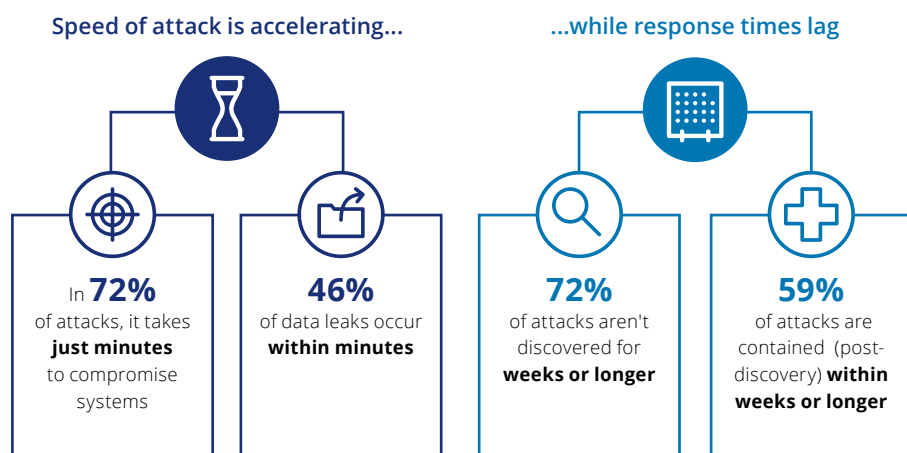 Speed of attack is accelerating...
...while response times lag
In 72%
of attacks, it takes
just minutes
to compromise
systems
46%
of data leaks occur
within minutes
72%
of attacks aren't
discovered for
weeks or longer
59%
of attacks are
contained (post-
discovery) within
weeks or longer